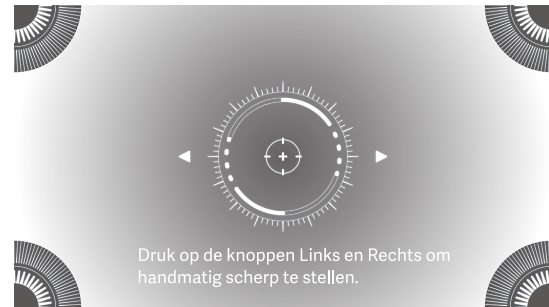 Druk op de knoppen Links en Rechts om
handmatig scherp te stellen.